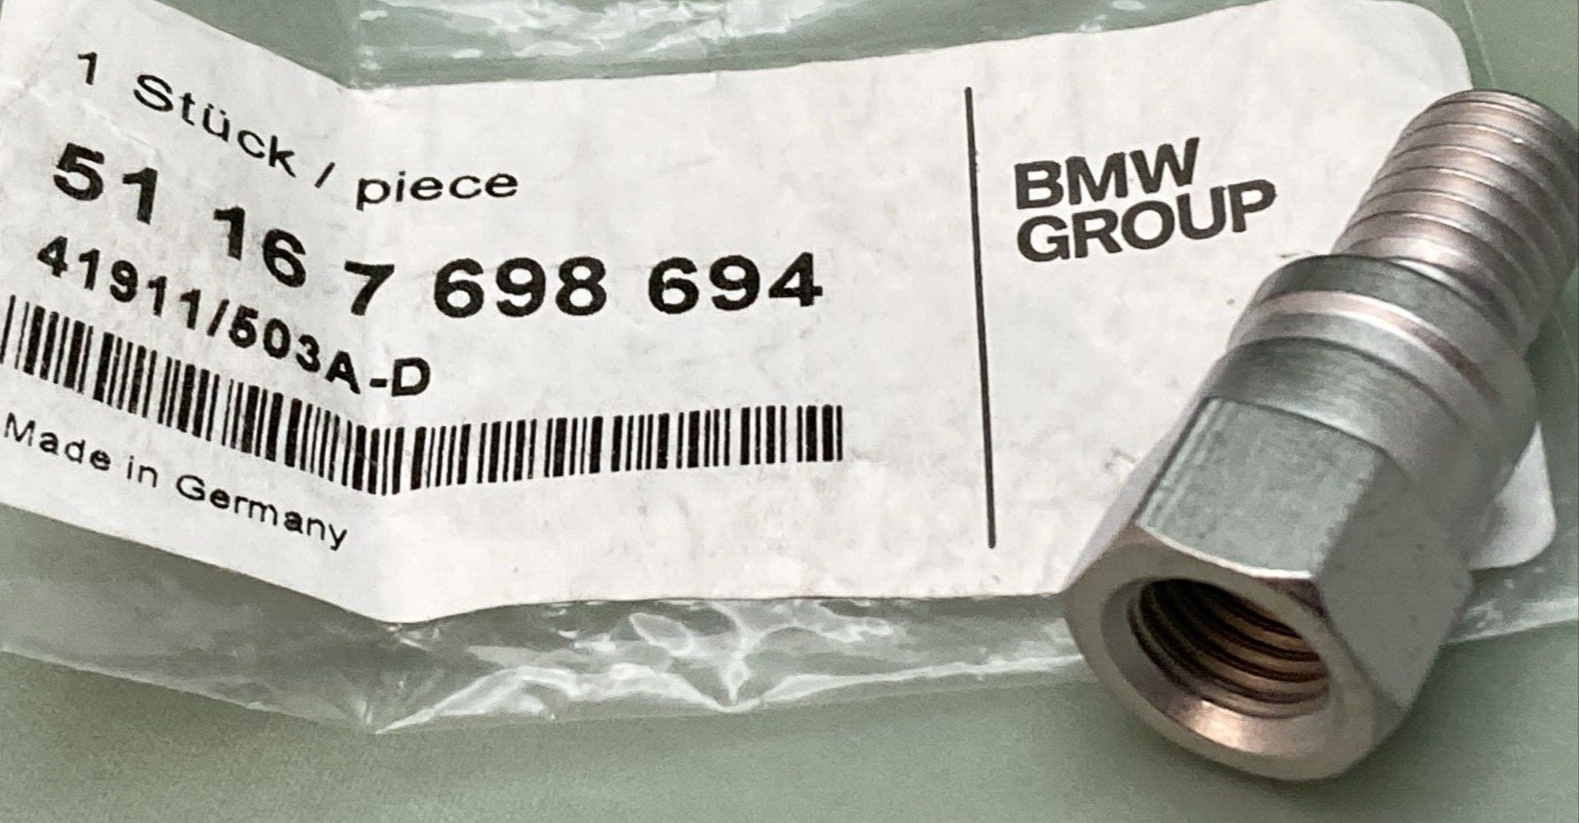 1 Stück / piece
51 16 7 698 694
41911/503A-D
Made in Germany
BMW
GROUP